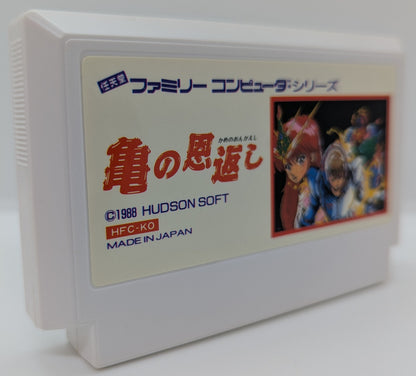 任天堂 ファミリー コンピュータ・シリーズ
かめのおんがえし
亀の恩返し
©1988 HUDSON SOFT
HFC-KO
MADE IN JAPAN